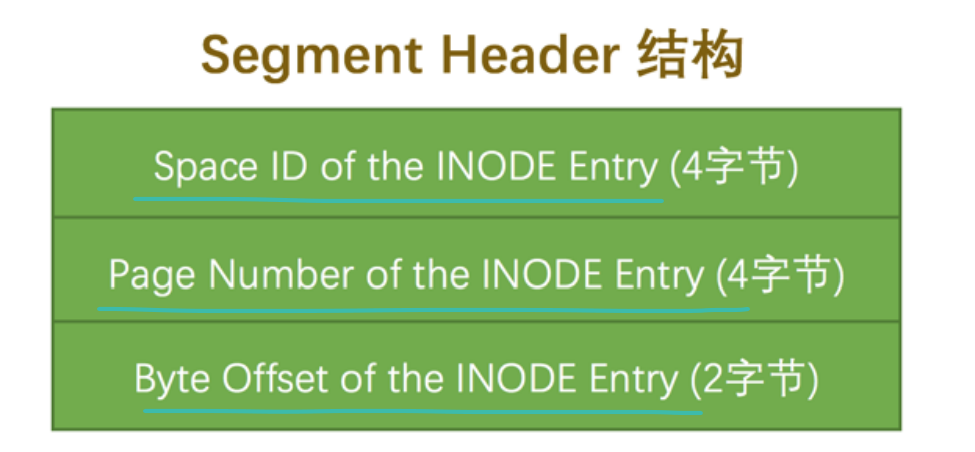 Segment Header 结构
Space ID of the INODE Entry (4字节)
Page Number of the INODE Entry (4字节)
Byte Offset of the INODE Entry (2字节)